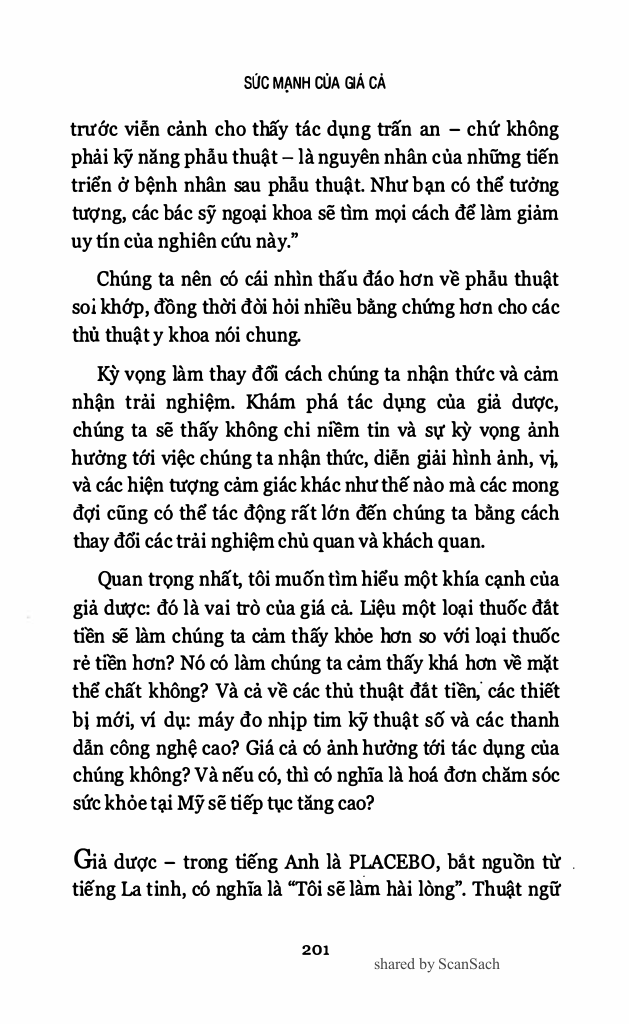 SỨC MẠNH CỦA GIÁ CẢ
trước viễn cảnh cho thấy tác dụng trấn an – chứ không
phải kỹ năng phẫu thuật – là nguyên nhân của những tiến
triển ở bệnh nhân sau phẫu thuật. Như bạn có thể tưởng
tượng, các bác sỹ ngoại khoa sẽ tìm mọi cách để làm giảm
uy tín của nghiên cứu này.”
Chúng ta nên có cái nhìn thấu đáo hơn về phẫu thuật
soi khớp, đồng thời đòi hỏi nhiều bằng chứng hơn cho các
thủ thuật y khoa nói chung.
Kỳ vọng làm thay đổi cách chúng ta nhận thức và cảm
nhận trải nghiệm. Khám phá tác dụng của giả dược,
chúng ta sẽ thấy không chỉ niềm tin và sự kỳ vọng ảnh
hưởng tới việc chúng ta nhận thức, diễn giải hình ảnh, vị,
và các hiện tượng cảm giác khác như thế nào mà các mong
đợi cũng có thể tác động rất lớn đến chúng ta bằng cách
thay đổi các trải nghiệm chủ quan và khách quan.
Quan trọng nhất, tôi muốn tìm hiểu một khía cạnh của
giả dược: đó là vai trò của giá cả. Liệu một loại thuốc đắt
tiền sẽ làm chúng ta cảm thấy khỏe hơn so với loại thuốc
rẻ tiền hơn? Nó có làm chúng ta cảm thấy khá hơn về mặt
thể chất không? Và cả về các thủ thuật đắt tiền, các thiết
bị mới, ví dụ: máy đo nhịp tim kỹ thuật số và các thanh
dẫn công nghệ cao? Giá cả có ảnh hưởng tới tác dụng của
chúng không? Và nếu có, thì có nghĩa là hoá đơn chăm sóc
sức khỏe tại Mỹ sẽ tiếp tục tăng cao?
Giả dược – trong tiếng Anh là PLACEBO, bắt nguồn từ
tiếng La tinh, có nghĩa là “Tôi sẽ làm hài lòng”. Thuật ngữ
201
shared by ScanSach